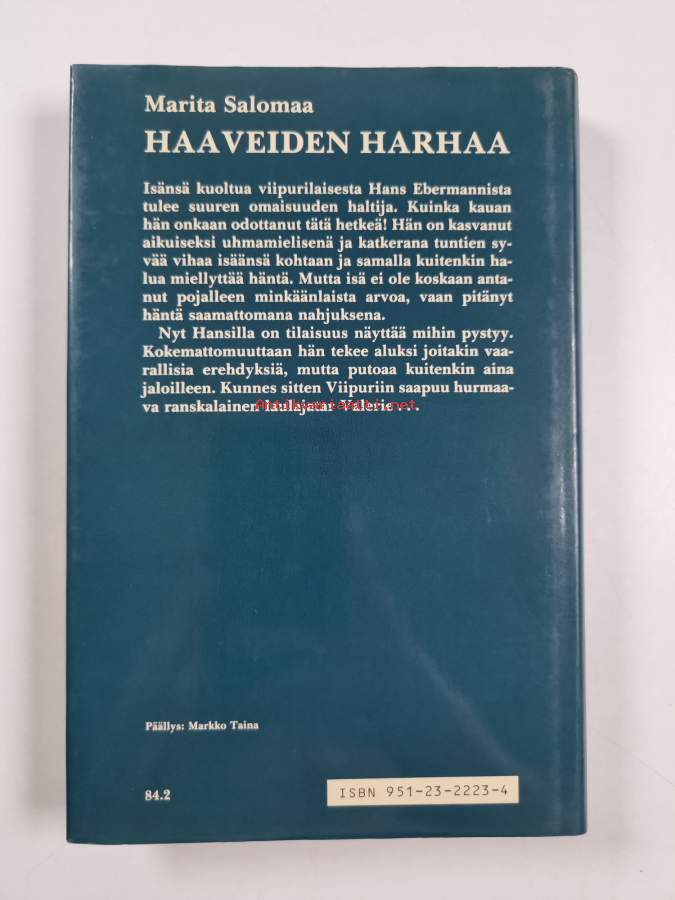 Marita Salomaa
HAAVEIDEN HARHAA
Isänsä kuoltua viipurilaisesta Hans Ebermannista
tulee suuren omaisuuden haltija. Kuinka kauan
hän onkaan odottanut tätä hetkeä! Hän on kasvanut
aikuiseksi uhmamielisenä ja katkerana tuntien sy-
vää vihaa isäänsä kohtaan ja samalla kuitenkin ha-
lua miellyttää häntä. Mutta isä ei ole koskaan anta-
nut pojalleen minkäänlaista arvoa, vaan pitänyt
häntä saamattomana nahjuksena.
Nyt Hansilla on tilaisuus näyttää mihin pystyy.
Kokemattomuuttaan hän tekee aluksi joitakin vaa-
rallisia erehdyksiä, mutta putoaa kuitenkin aina
jaloilleen. Kunnes sitten Viipuriin saapuu hurmaa-
va ranskalainen laulajatar Valerie . . .
Antikvariaatti.net
Päällys: Markko Taina
84.2
ISBN 951-23-2223-4